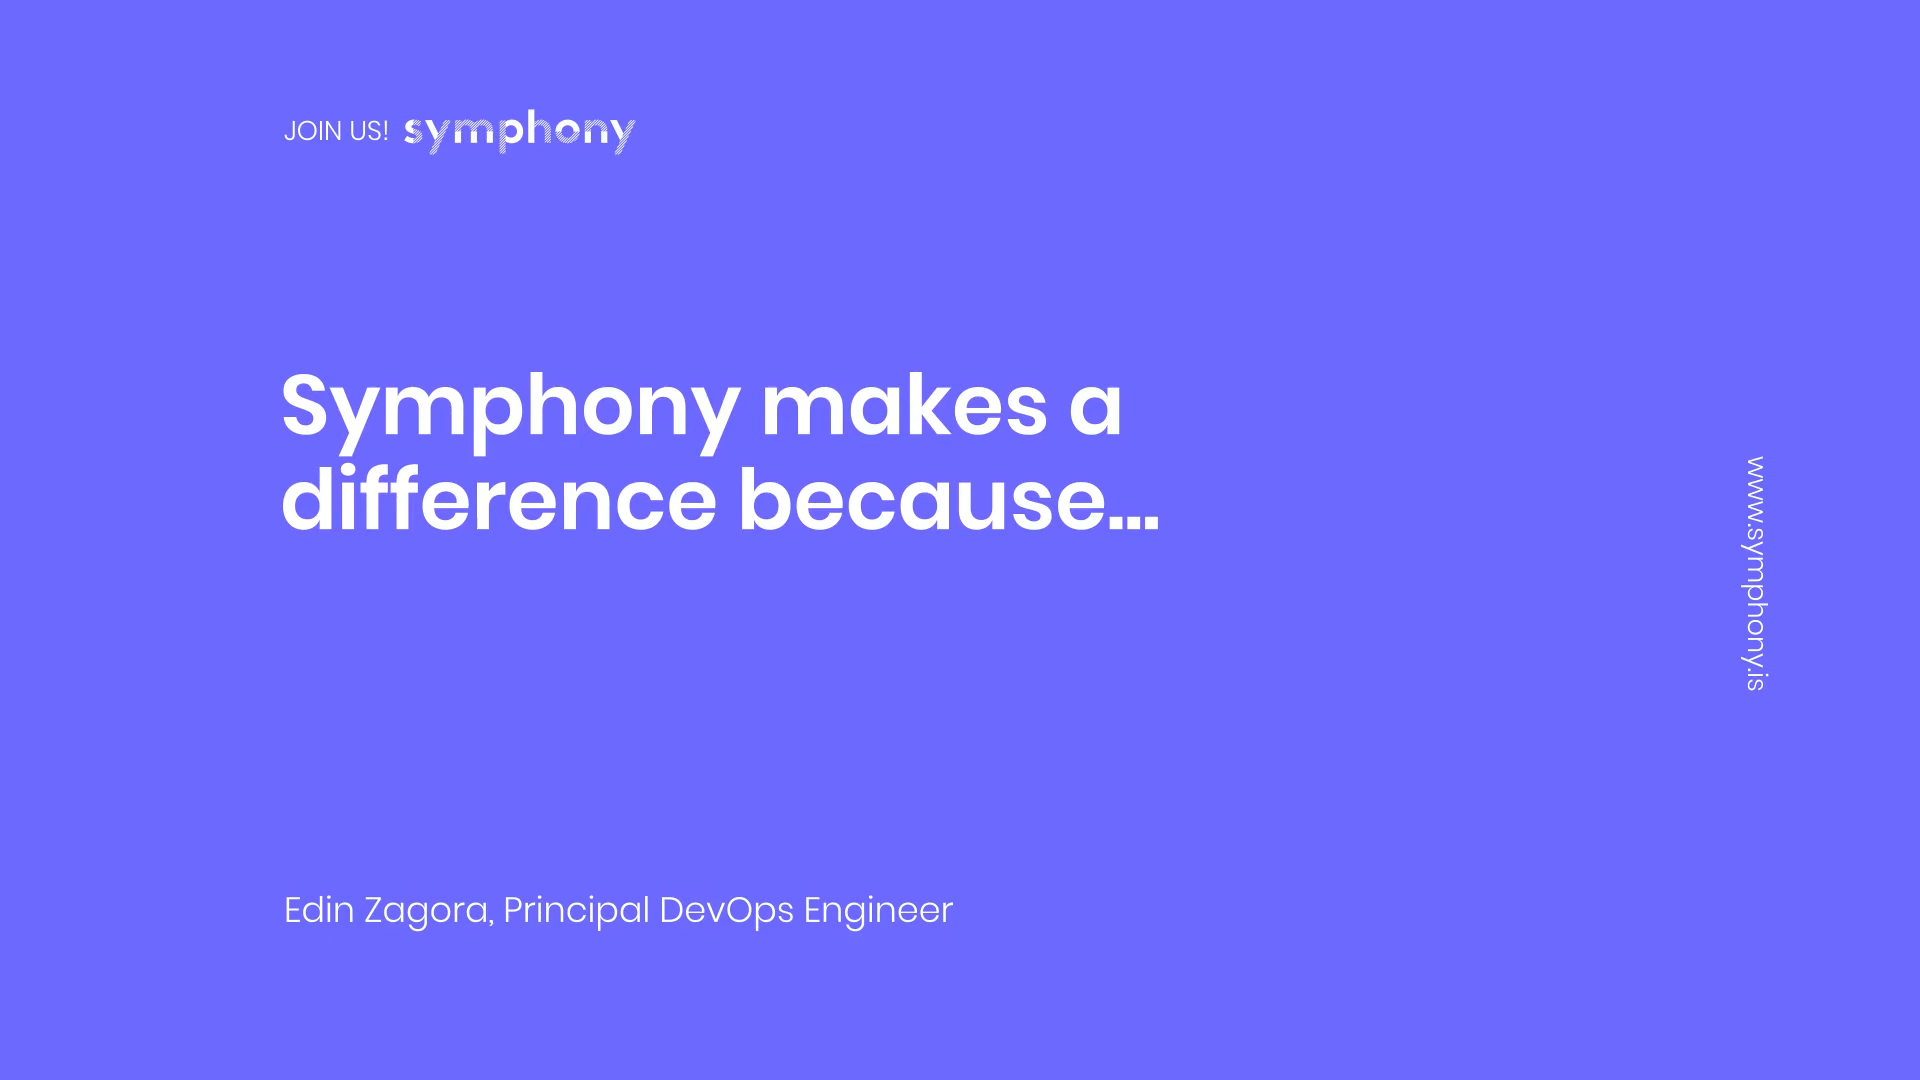 JOIN US! symphony
Symphony makes a
difference because...
www.symphony.is
Edin Zagora, Principal DevOps Engineer